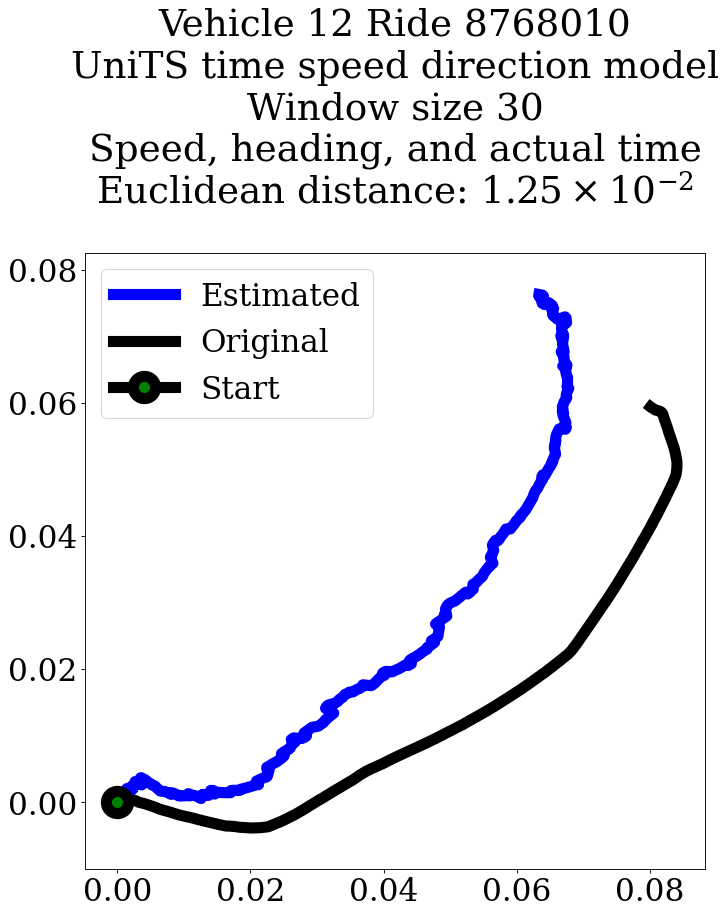 Vehicle 12 Ride 8768010
UniTS time speed direction model
Window size 30
Speed, heading, and actual time
Euclidean distance: 1.25 × 10⁻²
0.08
0.06
0.04
0.02
0.00
Estimated
Original
Start
0.00 0.02 0.04 0.06 0.08